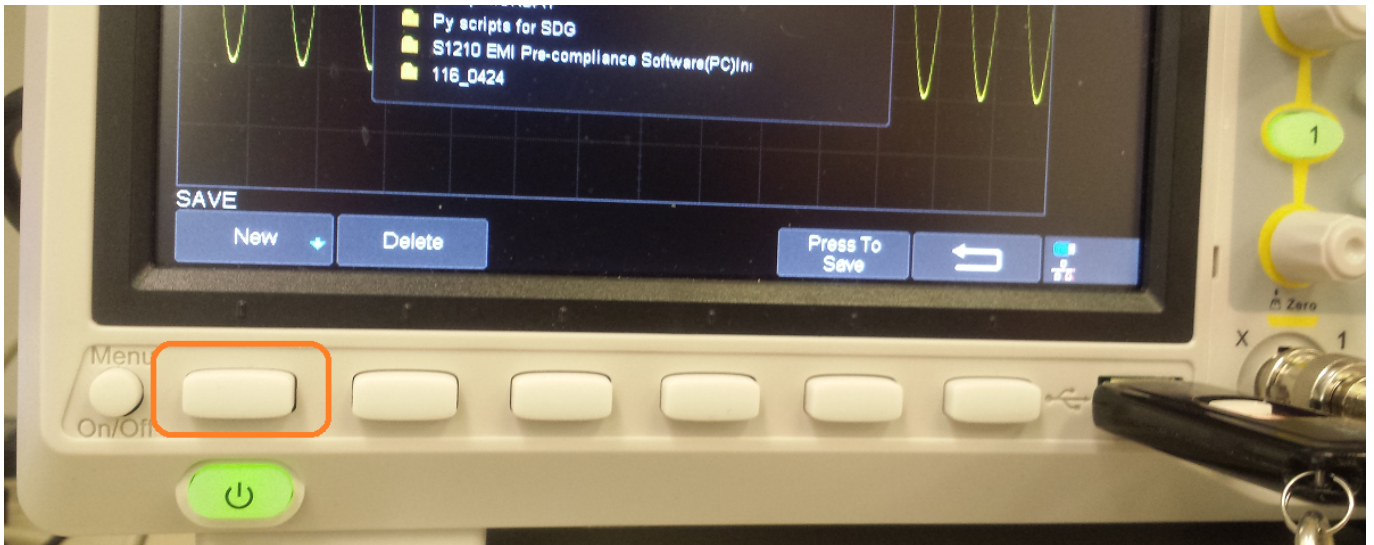 Py scripts for SDG
S1210 EMI Pre-compliance Software(PC)In
116_0424
SAVE
New
Delete
Press To
Save
1
Zero
X
1
Menu
On/Off